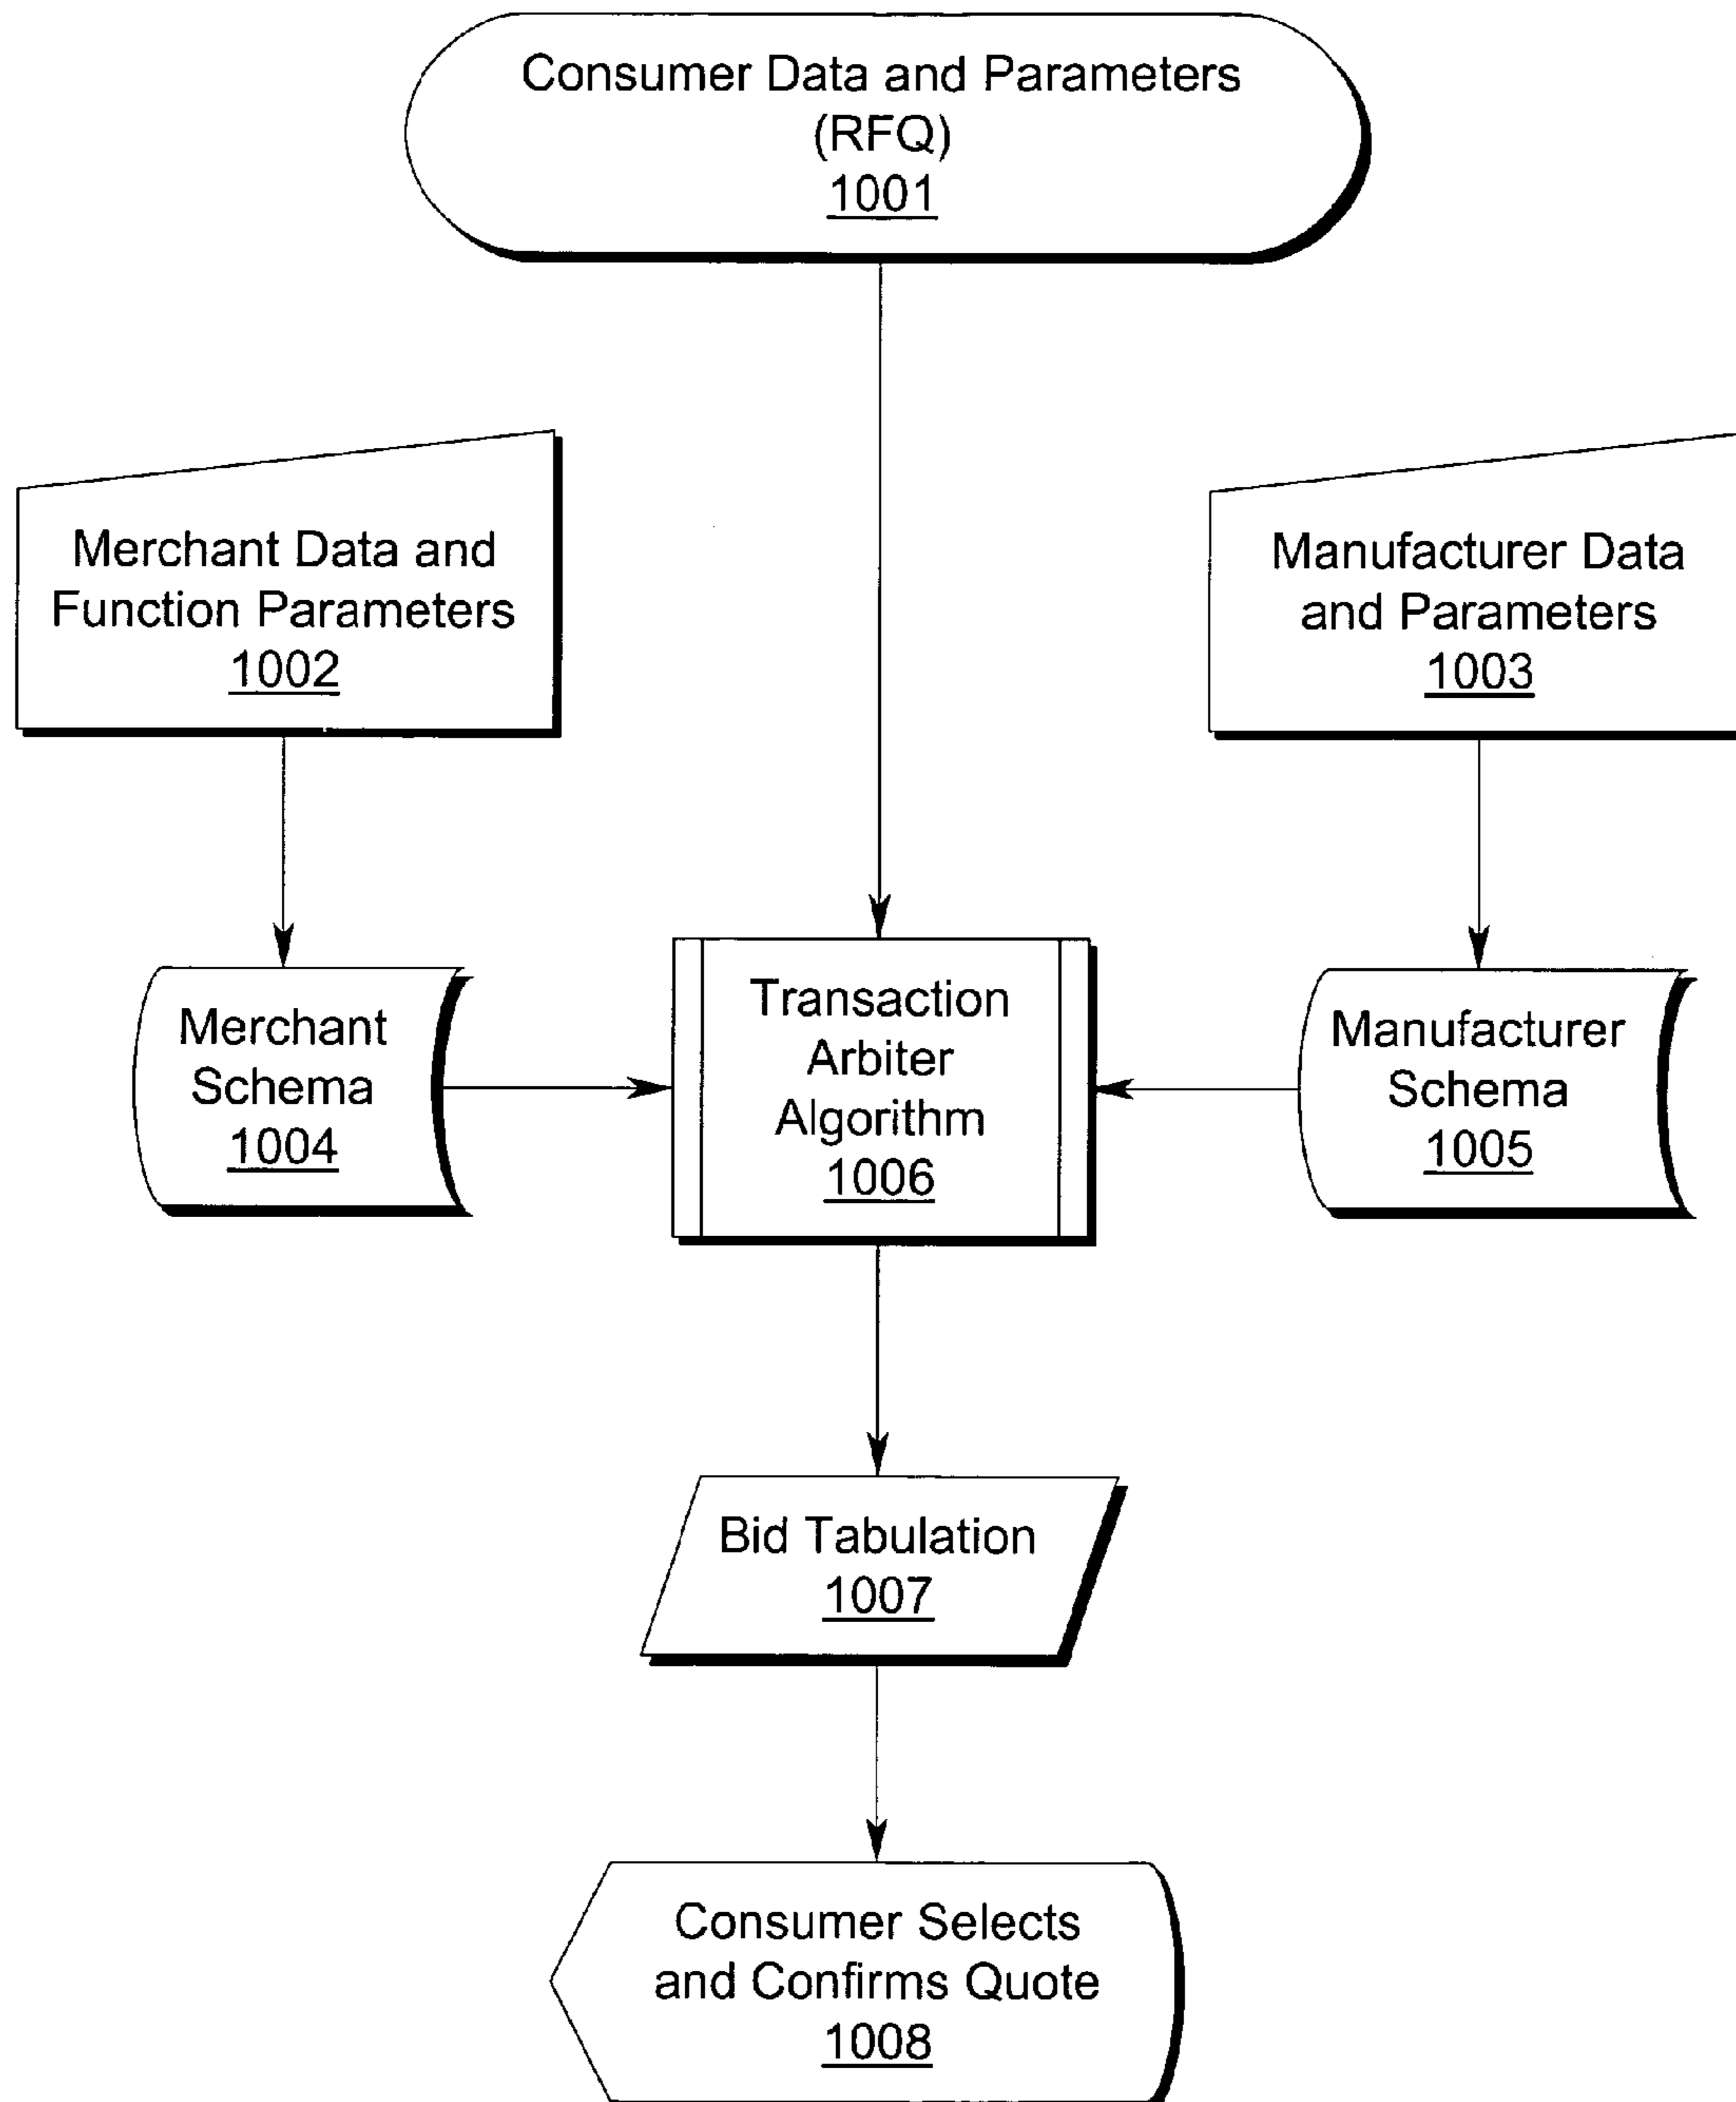 Consumer Data and Parameters
(RFQ)
1001
Merchant Data and
Function Parameters
1002
Manufacturer Data
and Parameters
1003
Merchant
Schema
1004
Transaction
Arbiter
Algorithm
1006
Manufacturer
Schema
1005
Bid Tabulation
1007
Consumer Selects
and Confirms Quote
1008